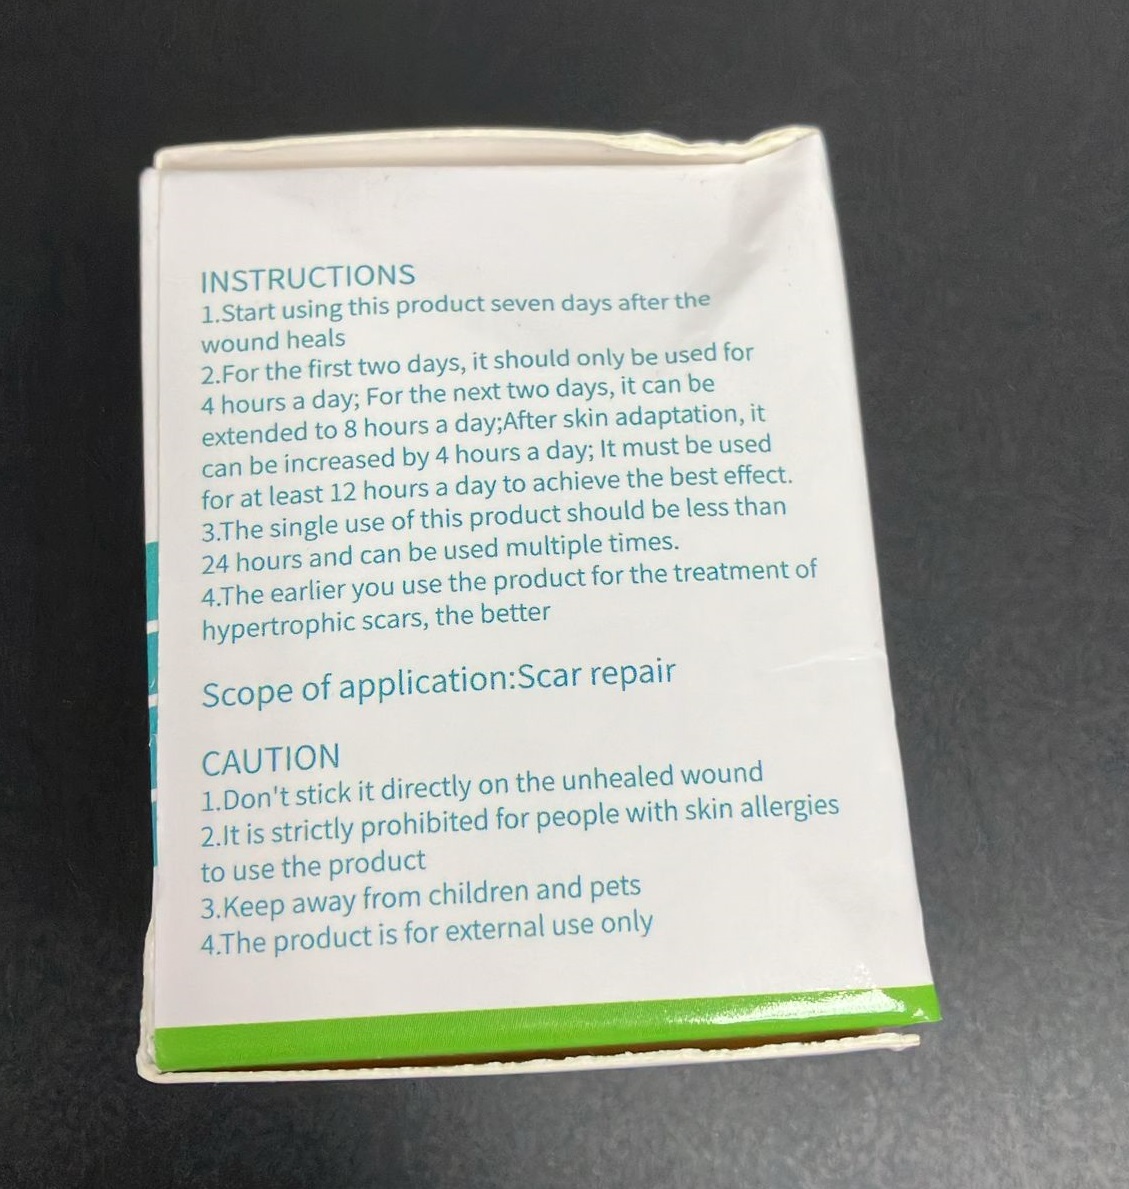 INSTRUCTIONS
1.Start using this product seven days after the
wound heals
2.For the first two days, it should only be used for
4 hours a day; For the next two days, it can be
extended to 8 hours a day;After skin adaptation, it
can be increased by 4 hours a day; It must be used
for at least 12 hours a day to achieve the best effect.
3.The single use of this product should be less than
24 hours and can be used multiple times.
4.The earlier you use the product for the treatment of
hypertrophic scars, the better
Scope of application:Scar repair
CAUTION
1.Don't stick it directly on the unhealed wound
2.It is strictly prohibited for people with skin allergies
to use the product
3.Keep away from children and pets
4.The product is for external use only